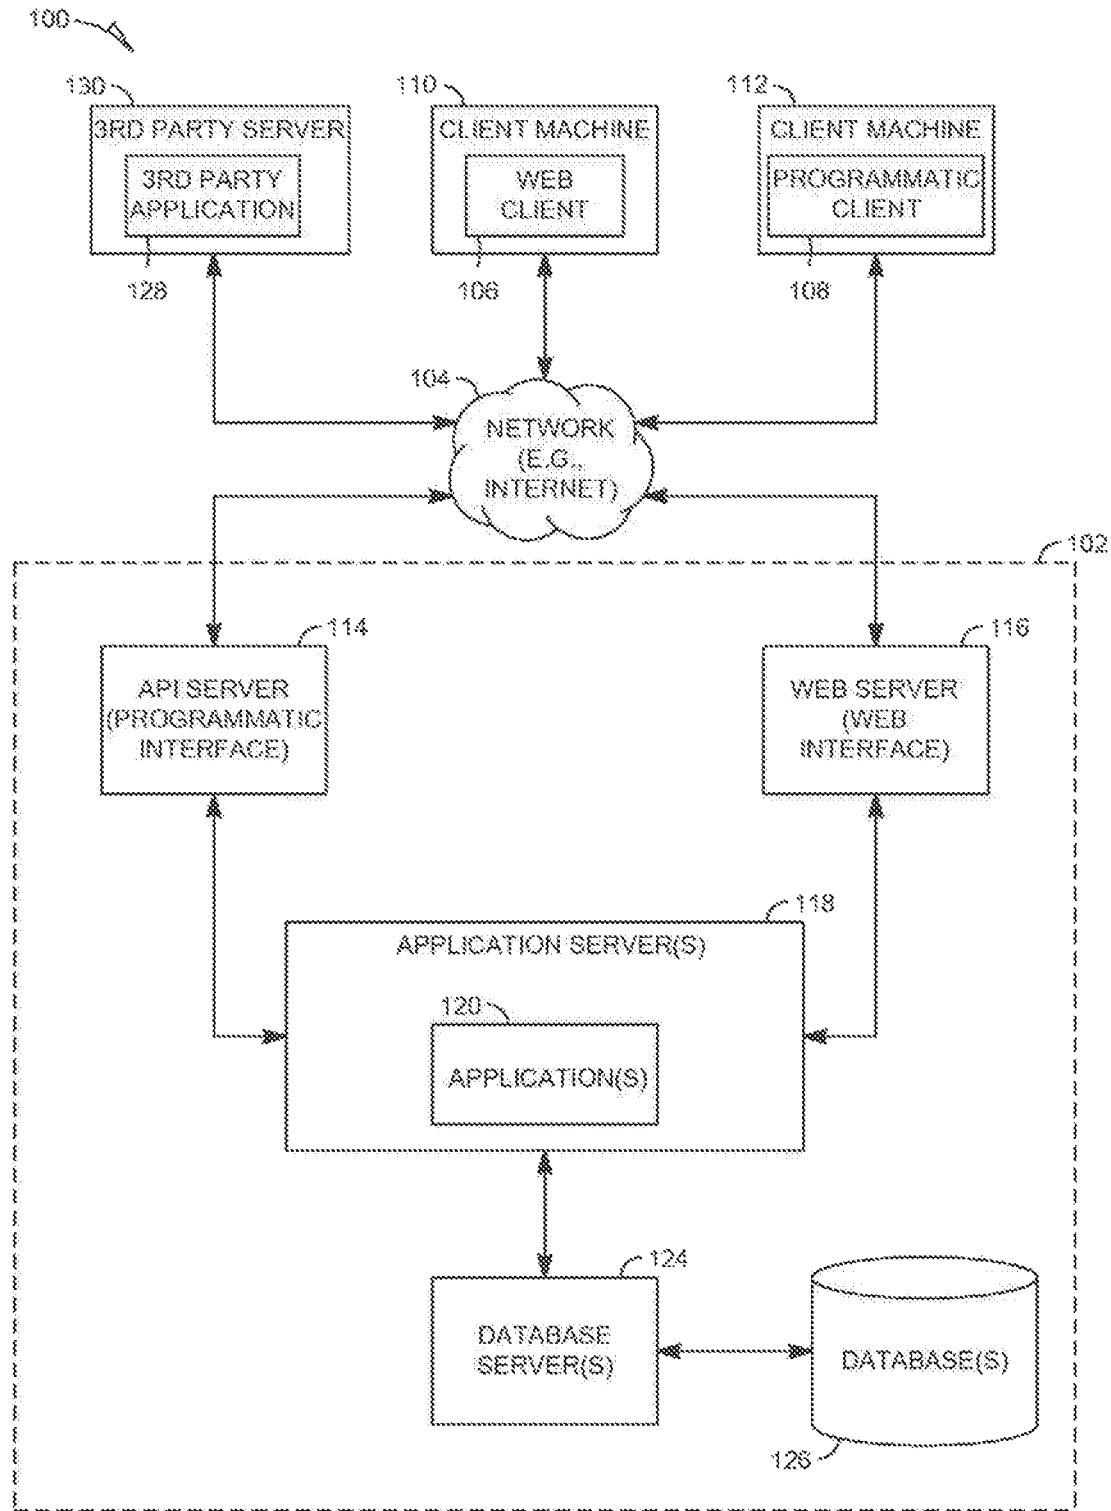 100
130
110
112
3RD PARTY SERVER
CLIENT MACHINE
CLIENT MACHINE
3RD PARTY
APPLICATION
WEB
CLIENT
PROGRAMMATIC
CLIENT
128
106
108
104
NETWORK
(E.G.,
INTERNET)
102
114
116
API SERVER
(PROGRAMMATIC
INTERFACE)
WEB SERVER
(WEB
INTERFACE)
118
APPLICATION SERVER(S)
120
APPLICATION(S)
124
DATABASE
SERVER(S)
DATABASE(S)
126